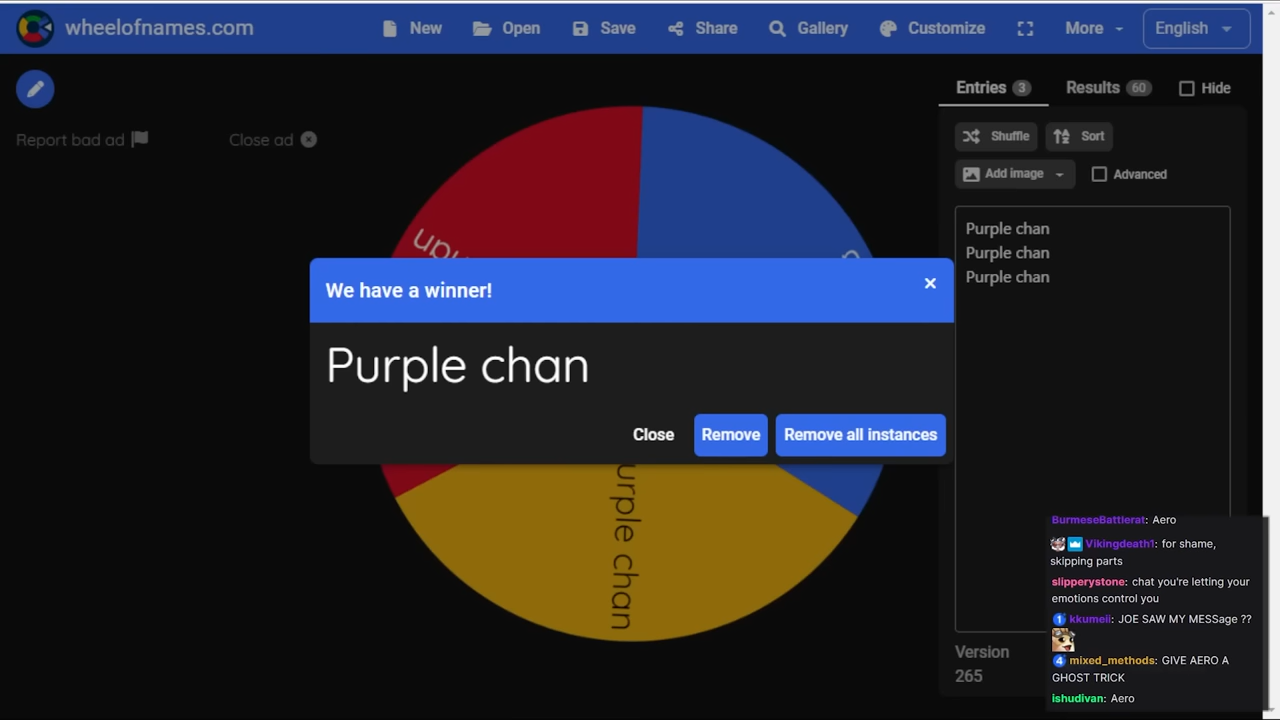 wheelofnames.com
New
Open
Save
Share
Gallery
Customize
More
English
Report bad ad
Close ad
Entries 3
Results 60
Hide
Shuffle
Sort
Add image
Advanced
Purple chan
Purple chan
Purple chan
We have a winner!
Purple chan
Close
Remove
Remove all instances
urple chan
Version
265
BurmeseBattlerat: Aero
Vikingdeath1: for shame,
skipping parts
slipperystone: chat you're letting your
emotions control you
1 kkumeii: JOE SAW MY MESSage ??
4 mixed_methods: GIVE AERO A
GHOST TRICK
ishudivan: Aero